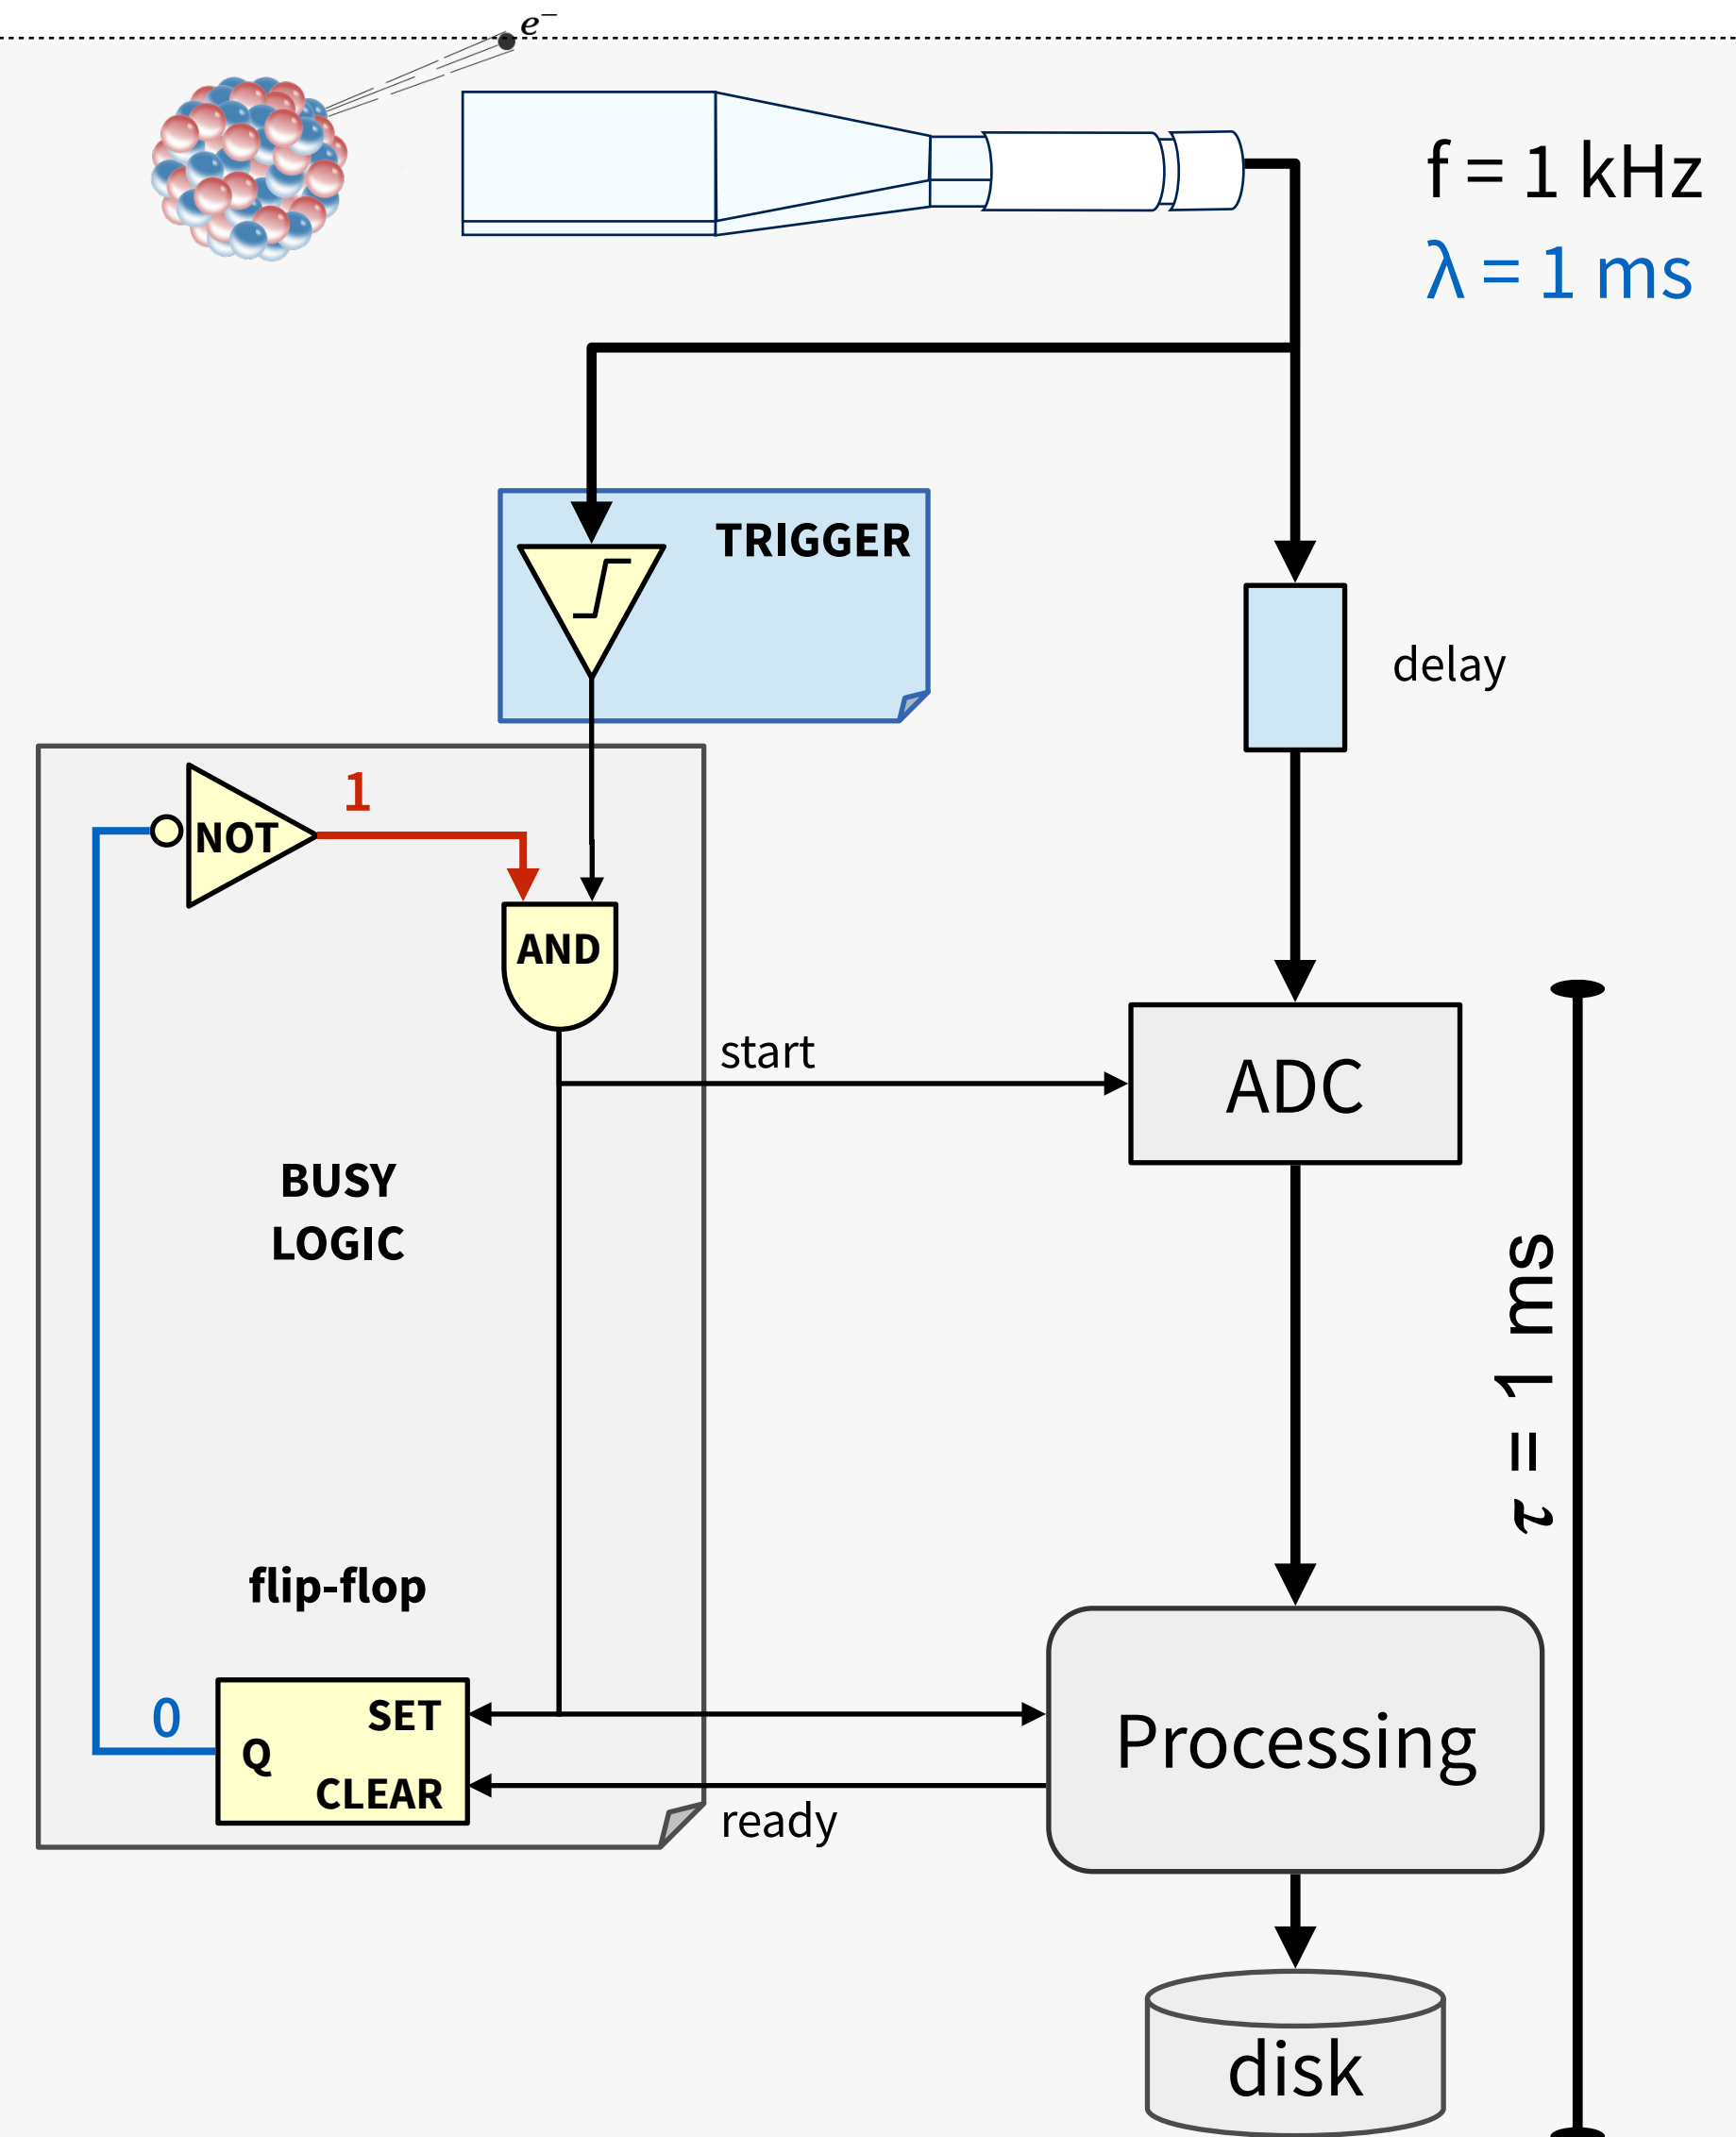 e⁻
f = 1 kHz
λ = 1 ms
TRIGGER
delay
NOT
1
AND
start
ADC
BUSY
LOGIC
τ = 1 ms
flip-flop
0
SET
Q
CLEAR
Processing
ready
disk